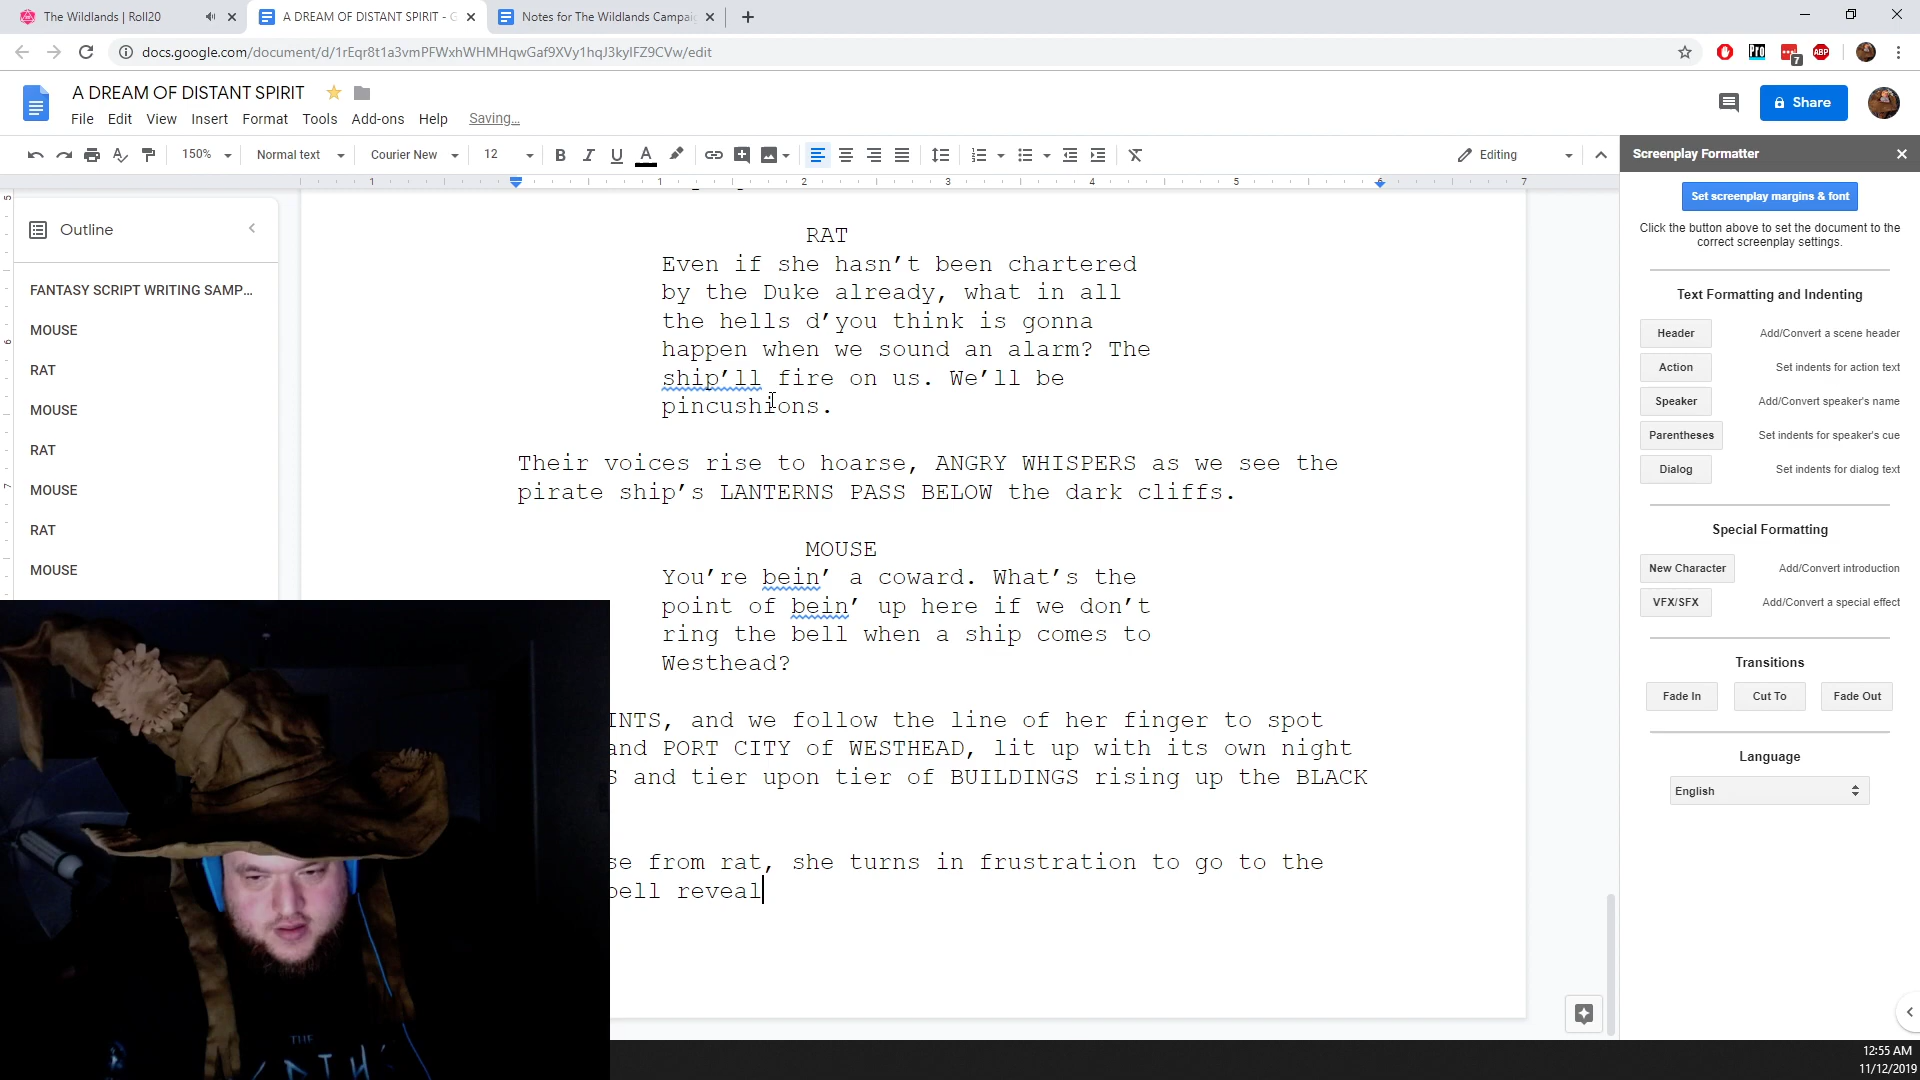 The Wildlands | Roll20
A DREAM OF DISTANT SPIRIT - G
Notes for The Wildlands Campai
docs.google.com/document/d/1rEqr8t1a3vmPFWxhWHMHqwGaf9XVy1hqJ3kyIFZ9CVw/edit
Pro
7
ABP
A DREAM OF DISTANT SPIRIT
File Edit View Insert Format Tools Add-ons Help Saving...
Share
150% Normal text Courier New 12 B I U A Editing
1 1 2 3 4 5 6 7
Outline
FANTASY SCRIPT WRITING SAMP...
MOUSE
RAT
MOUSE
RAT
MOUSE
RAT
MOUSE
RAT
Even if she hasn’t been chartered
by the Duke already, what in all
the hells d’you think is gonna
happen when we sound an alarm? The
ship’ll fire on us. We’ll be
pincushions.
Their voices rise to hoarse, ANGRY WHISPERS as we see the
pirate ship’s LANTERNS PASS BELOW the dark cliffs.
MOUSE
You’re bein’ a coward. What’s the
point of bein’ up here if we don’t
ring the bell when a ship comes to
Westhead?
INTS, and we follow the line of her finger to spot
and PORT CITY of WESTHEAD, lit up with its own night
S and tier upon tier of BUILDINGS rising up the BLACK
se from rat, she turns in frustration to go to the
bell reveal
Screenplay Formatter
Set screenplay margins & font
Click the button above to set the document to the
correct screenplay settings.
Text Formatting and Indenting
Header Add/Convert a scene header
Action Set indents for action text
Speaker Add/Convert speaker's name
Parentheses Set indents for speaker's cue
Dialog Set indents for dialog text
Special Formatting
New Character Add/Convert introduction
VFX/SFX Add/Convert a special effect
Transitions
Fade In Cut To Fade Out
Language
English
THE
12:55 AM
11/12/2019